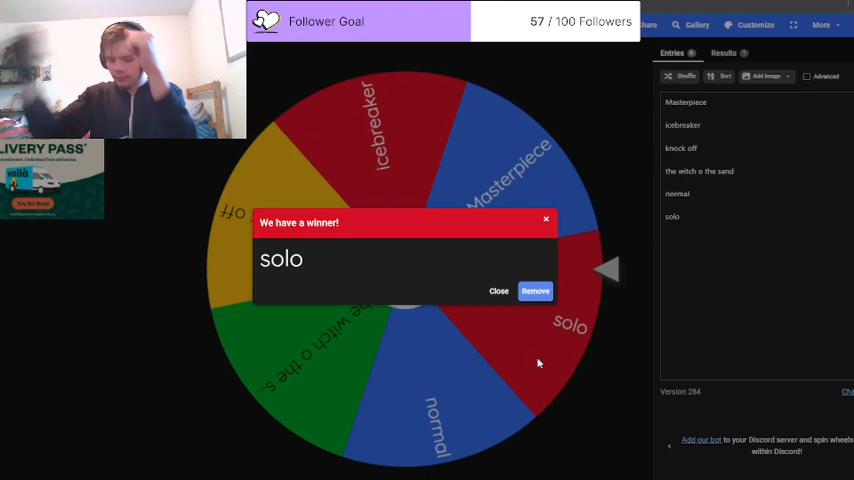 Follower Goal
57 / 100 Followers
Share
Gallery
Customize
More
Entries 6
Results 1
Shuffle
Sort
Add Image
Advanced
Masterpiece
icebreaker
knock off
the witch o the sand
normal
solo
LIVERY PASS*
voilà
Try for free!
icebreaker
Masterpiece
off
he witch o the s...
normal
solo
We have a winner!
×
solo
Close
Remove
Version 284
Cha
Add our bot to your Discord server and spin wheels
within Discord!